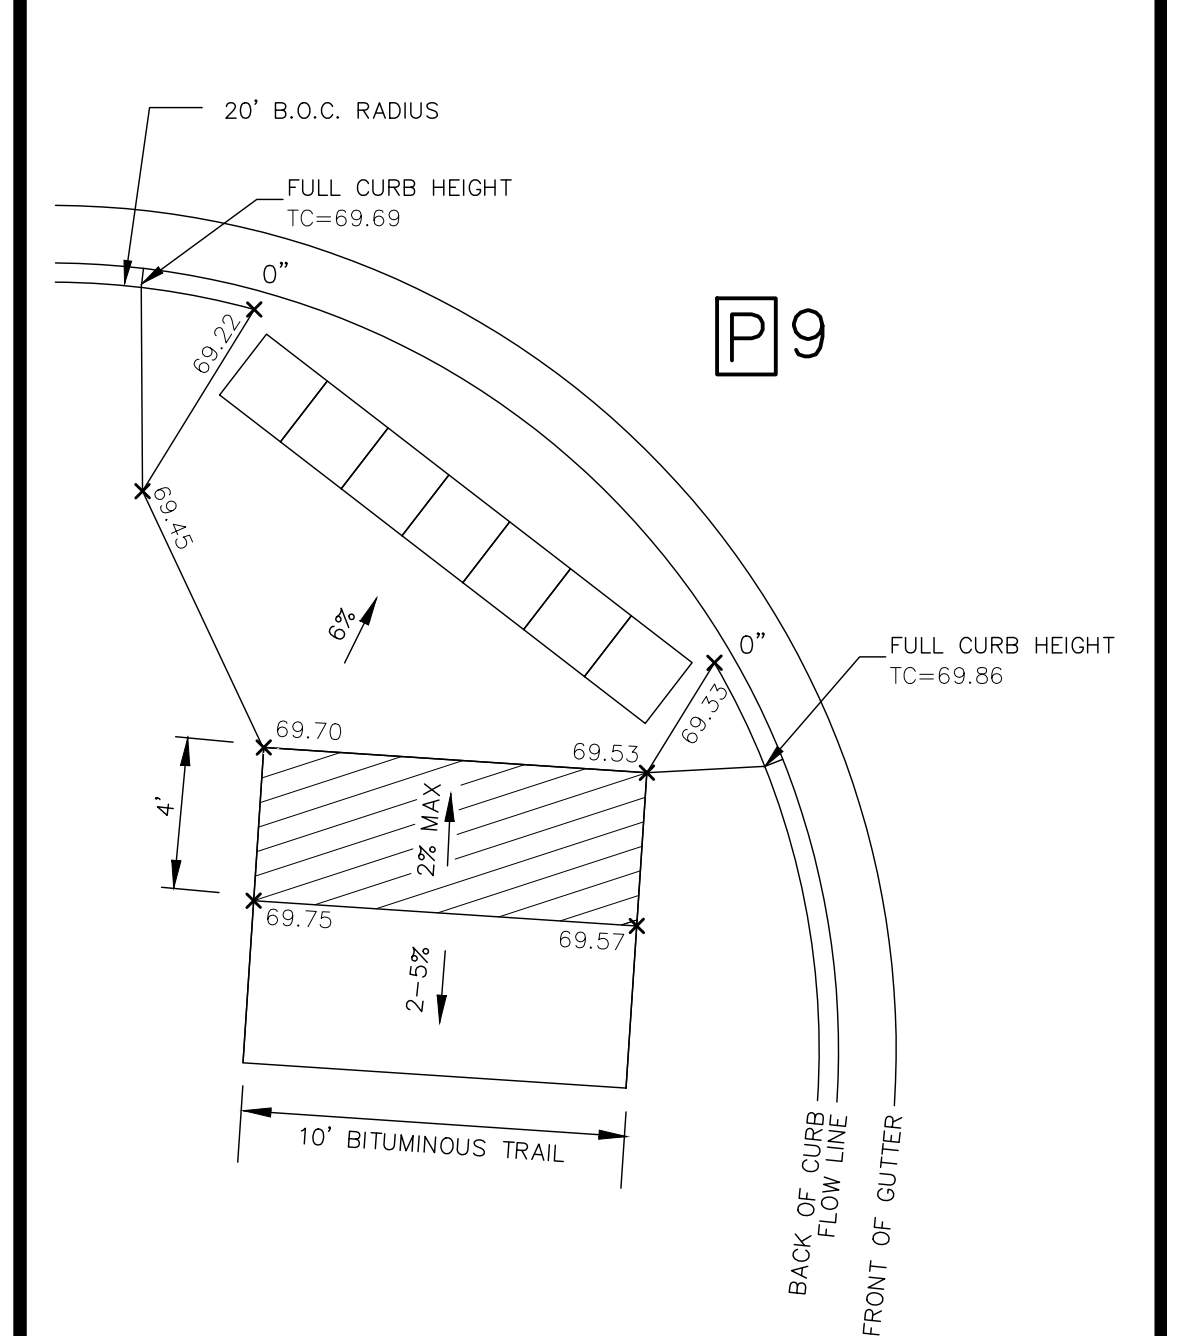 20' B.O.C. RADIUS
FULL CURB HEIGHT
TC=69.69
0"
P 9
69.22
69.45
6%
0"
FULL CURB HEIGHT
TC=69.86
69.33
69.70
69.53
4'
2% MAX
69.75
69.57
2-5%
10' BITUMINOUS TRAIL
BACK OF CURB
FLOW LINE
FRONT OF GUTTER